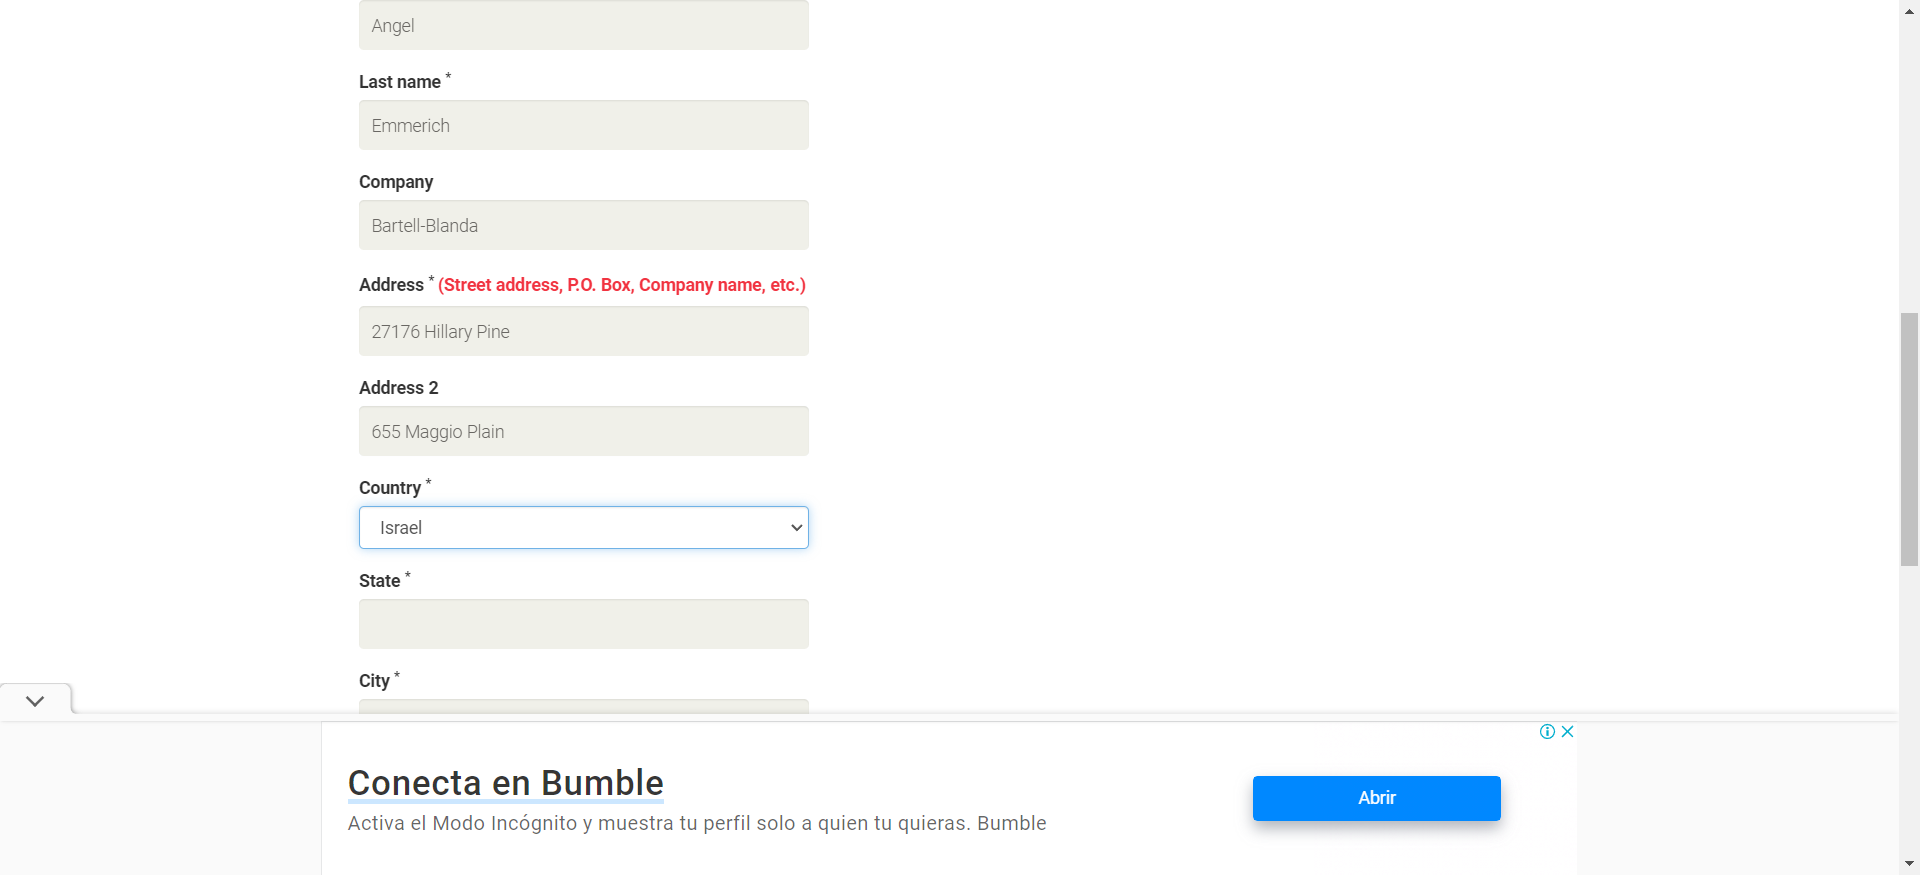 Angel
Last name *
Emmerich
Company
Bartell-Blanda
Address * (Street address, P.O. Box, Company name, etc.)
27176 Hillary Pine
Address 2
655 Maggio Plain
Country *
Israel
State *
City *
Conecta en Bumble
Activa el Modo Incógnito y muestra tu perfil solo a quien tu quieras. Bumble
Abrir